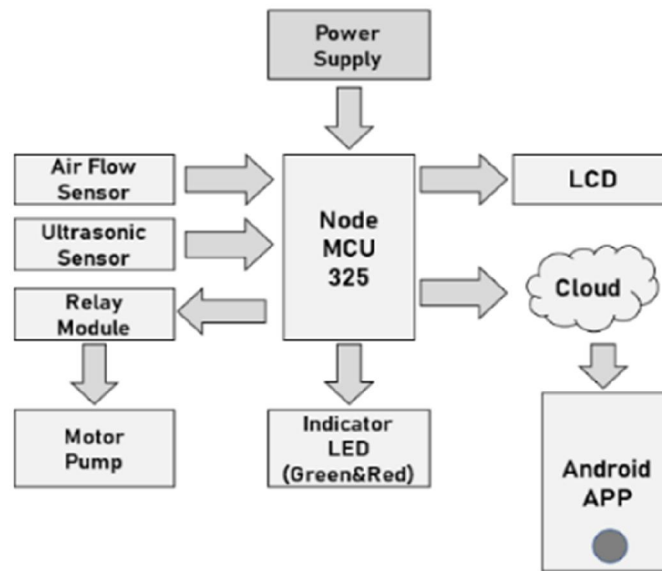 Power
Supply
Air Flow
Sensor
Ultrasonic
Sensor
Relay
Module
Motor
Pump
Node
MCU
325
Indicator
LED
(Green&Red)
LCD
Cloud
Android
APP